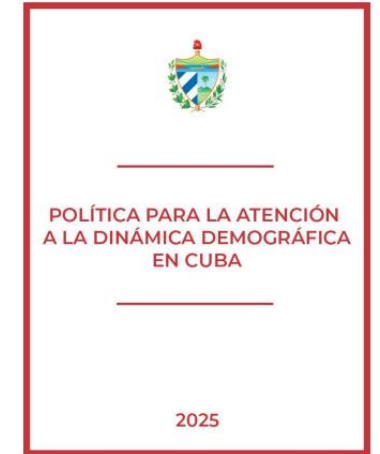 POLÍTICA PARA LA ATENCIÓN
A LA DINÁMICA DEMOGRÁFICA
EN CUBA
2025